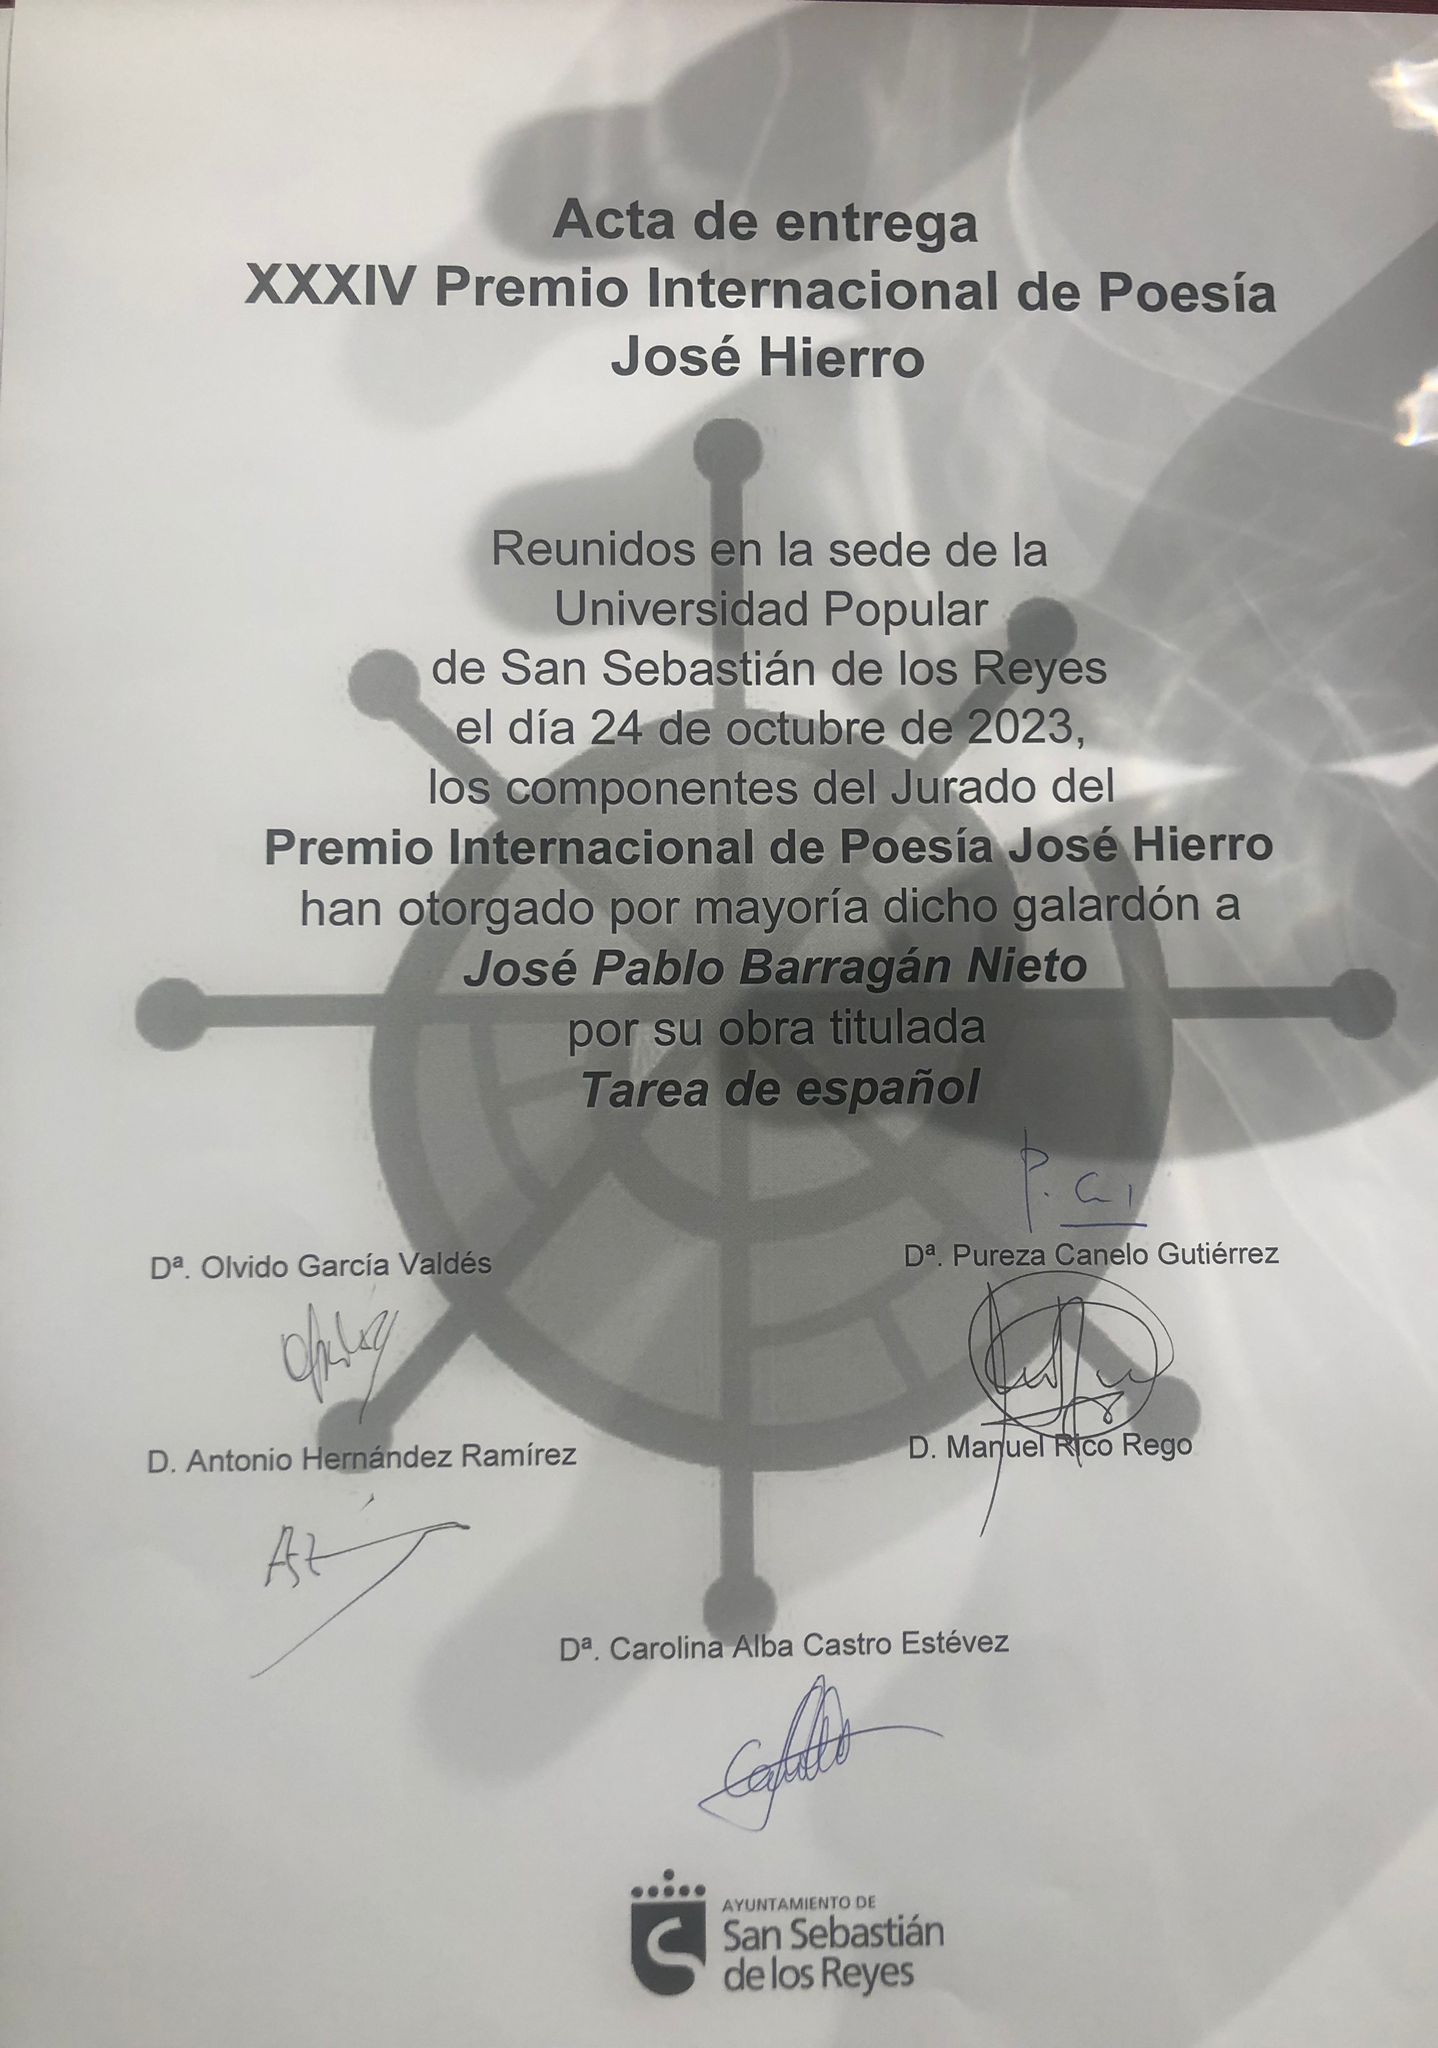 Acta de entrega
XXXIV Premio Internacional de Poesía
José Hierro
Reunidos en la sede de la
Universidad Popular
de San Sebastián de los Reyes
el día 24 de octubre de 2023,
los componentes del Jurado del
Premio Internacional de Poesía José Hierro
han otorgado por mayoría dicho galardón a
José Pablo Barragán Nieto
por su obra titulada
Tarea de español
Dª. Olvido García Valdés
Dª. Pureza Canelo Gutiérrez
D. Antonio Hernández Ramírez
D. Manuel Rico Rego
Dª. Carolina Alba Castro Estévez
AYUNTAMIENTO DE
San Sebastián
de los Reyes